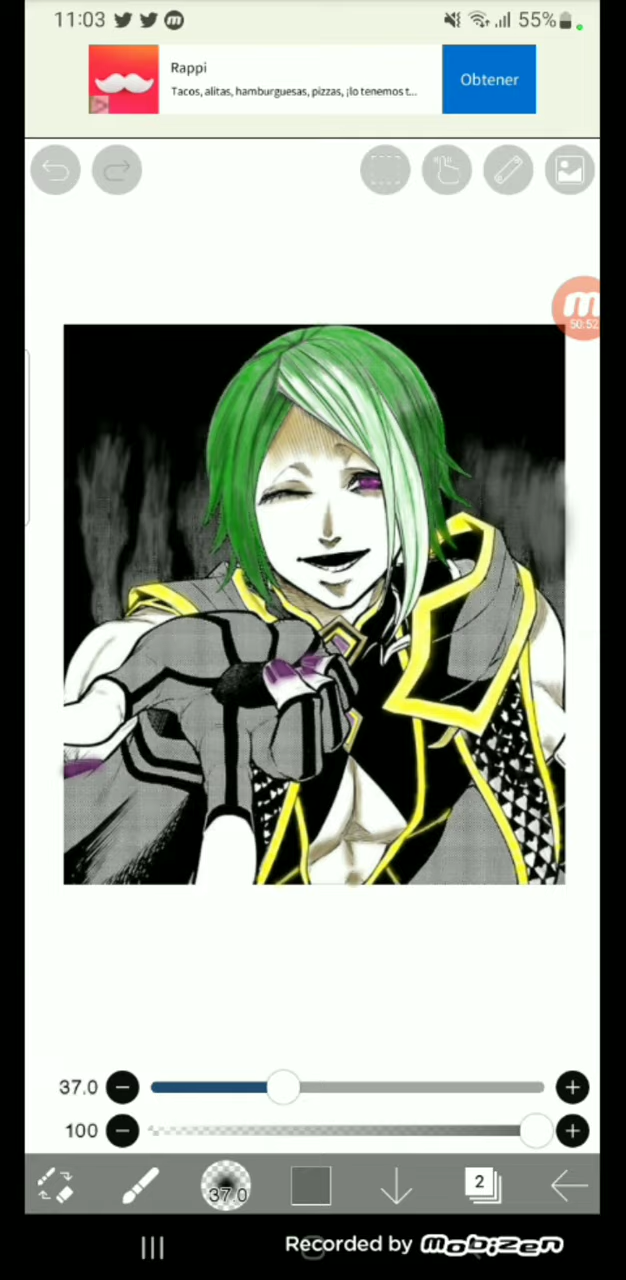 11:03
55%
Rappi
Tacos, alitas, hamburguesas, pizzas, ¡lo tenemos t...
Obtener
50:52
37.0
100
37.0
2
Recorded by mobizen